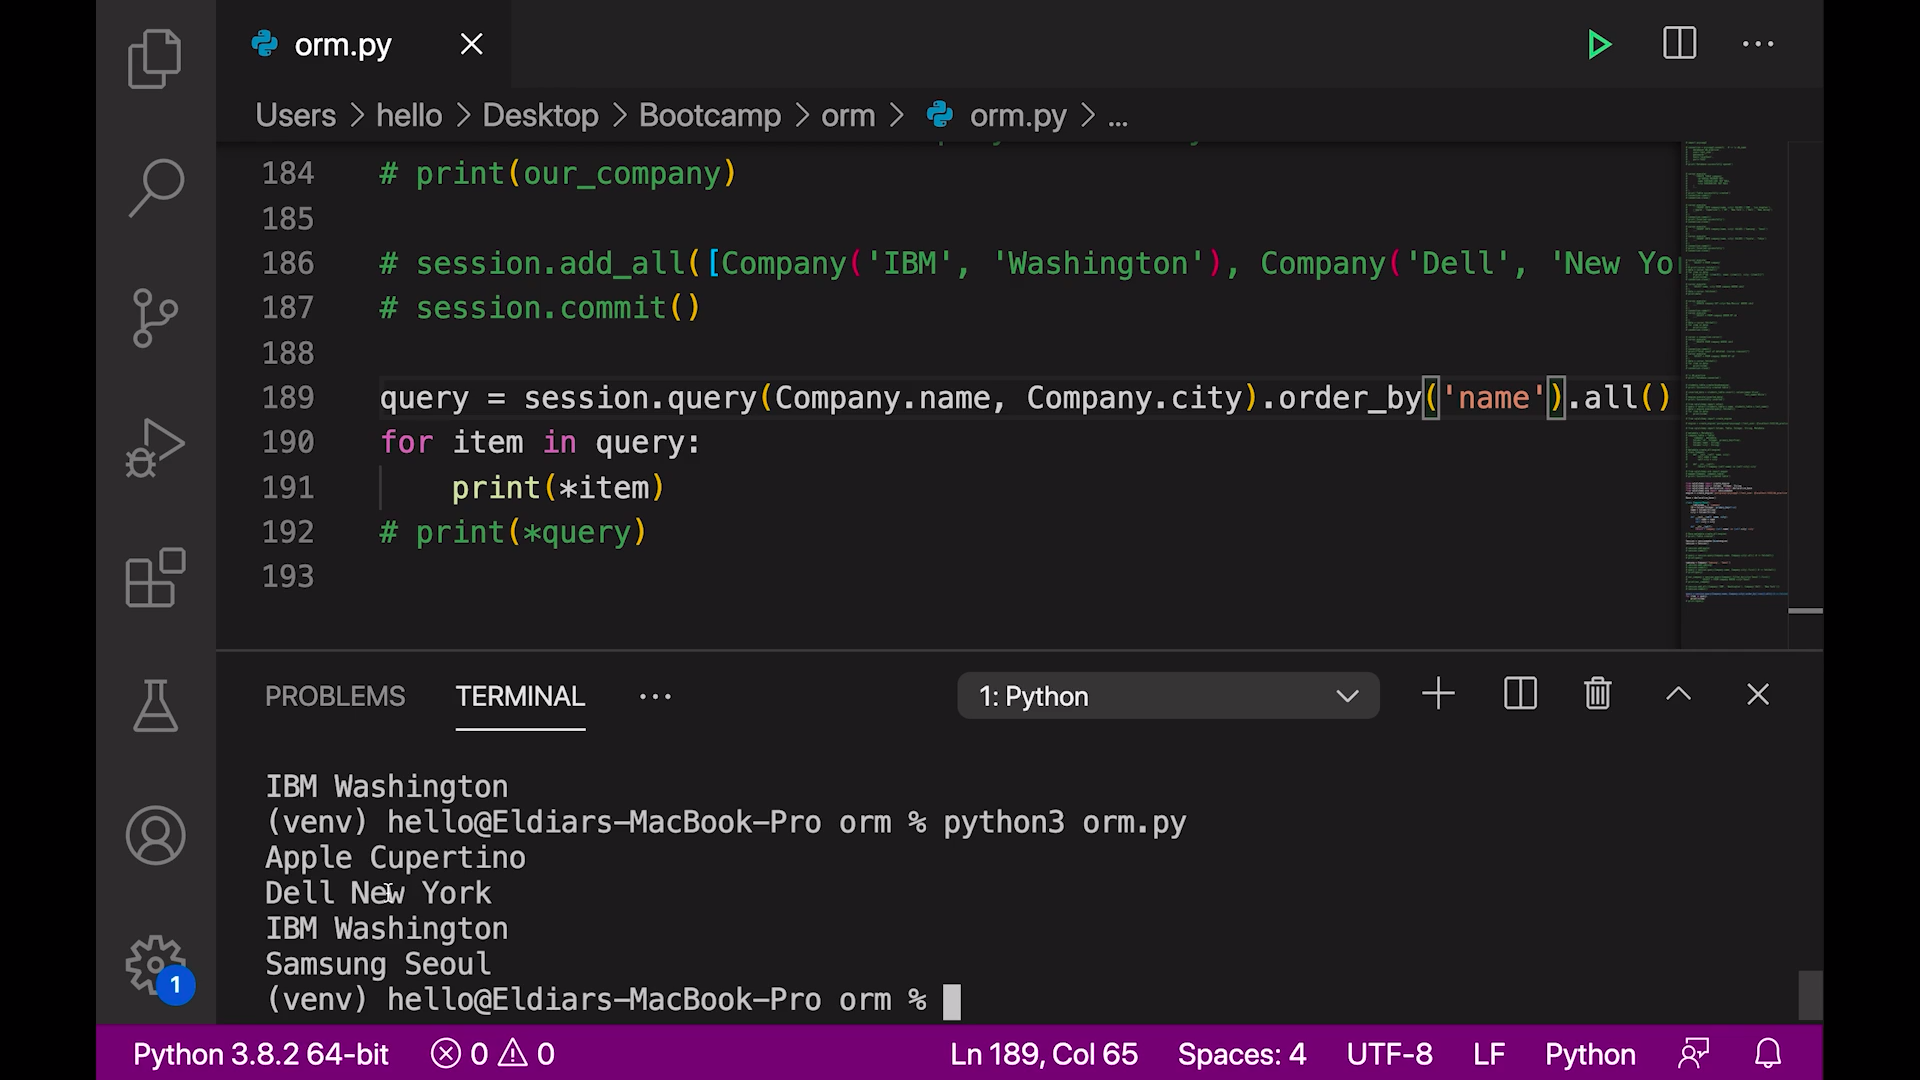 orm.py
Users > hello > Desktop > Bootcamp > orm > orm.py > ...
184 # print(our_company)
185
186 # session.add_all([Company('IBM', 'Washington'), Company('Dell', 'New Yo
187 # session.commit()
188
189 query = session.query(Company.name, Company.city).order_by('name').all()
190 for item in query:
191 print(*item)
192 # print(*query)
193
PROBLEMS TERMINAL ... 1: Python
IBM Washington
(venv) hello@Eldiars-MacBook-Pro orm % python3 orm.py
Apple Cupertino
Dell New York
IBM Washington
Samsung Seoul
(venv) hello@Eldiars-MacBook-Pro orm %
1
Python 3.8.2 64-bit 0 0 Ln 189, Col 65 Spaces: 4 UTF-8 LF Python